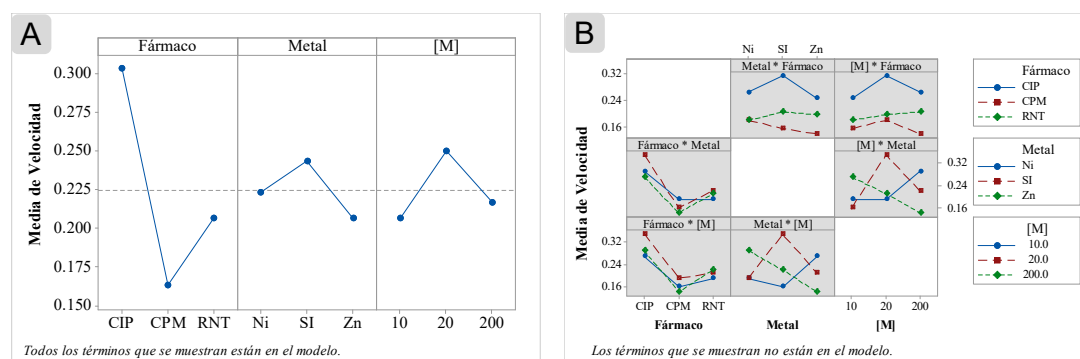 A
Fármaco Metal [M]
0.300
0.275
0.250
0.225
0.200
0.175
0.150
Media de Velocidad
CIP CPM RNT Ni SI Zn 10 20 200
Todos los términos que se muestran están en el modelo.
B
Ni SI Zn
Metal * Fármaco [M] * Fármaco
0.32
0.24
0.16
Fármaco
CIP
CPM
RNT
Fármaco * Metal [M] * Metal
0.32
0.24
0.16
Metal
Ni
SI
Zn
Media de Velocidad
Fármaco * [M] Metal * [M]
0.32
0.24
0.16
[M]
10.0
20.0
200.0
CIP CPM RNT Ni SI Zn 10 20 200
Fármaco Metal [M]
Los términos que se muestran no están en el modelo.